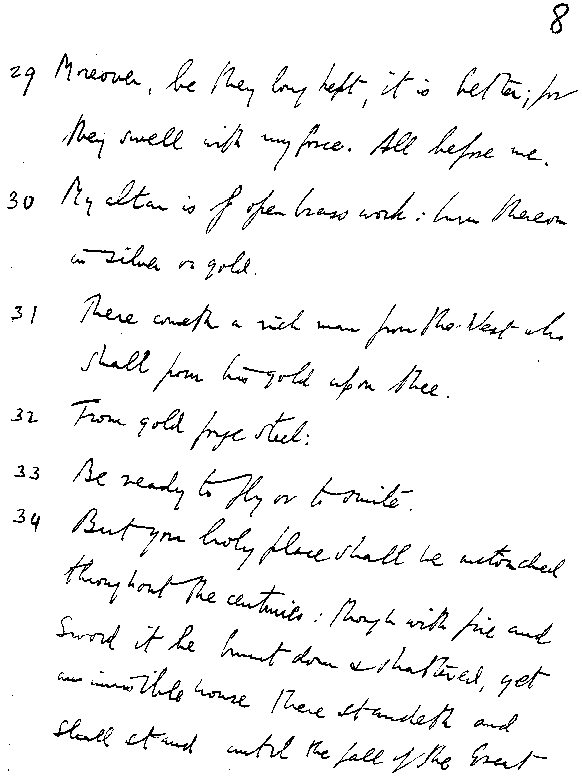 8
29 Moreover, be they long kept, it is better; for
they swell with my force. All before me.
30 My altar is of open brass work: burn thereon
in silver or gold.
31 There cometh a rich man from the West who
shall pour his gold upon thee.
32 From gold forge steel:
33 Be ready to fly or to smite.
34 But your holy place shall be untouched
throughout the centuries: though with fire and
sword it be burnt down & shattered, yet
an invisible house there standeth and
shall stand until the fall of the Great